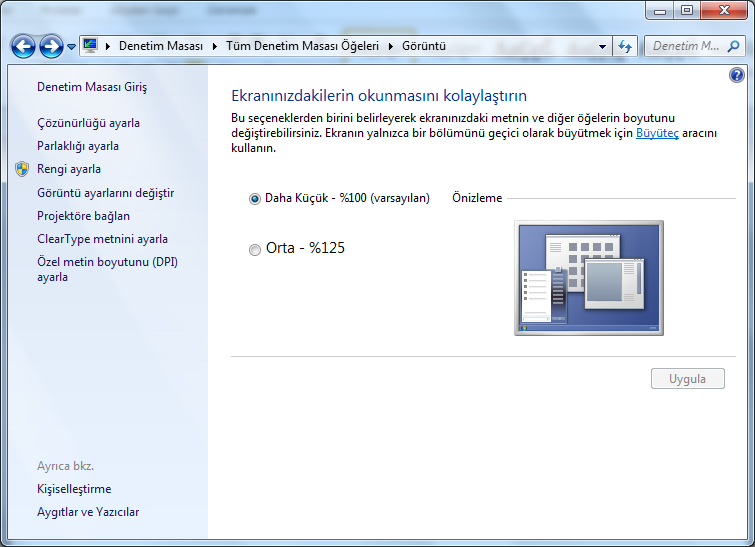 Denetim Masası
Tüm Denetim Masası Öğeleri
Görüntü
Denetim M...
Denetim Masası Giriş
Çözünürlüğü ayarla
Parlaklığı ayarla
Rengi ayarla
Görüntü ayarlarını değiştir
Projektöre bağlan
ClearType metnini ayarla
Özel metin boyutunu (DPI)
ayarla
Ayrıca bkz.
Kişiselleştirme
Aygıtlar ve Yazıcılar
Ekranınızdakilerin okunmasını kolaylaştırın
Bu seçeneklerden birini belirleyerek ekranınızdaki metnin ve diğer öğelerin boyutunu
değiştirebilirsiniz. Ekranın yalnızca bir bölümünü geçici olarak büyütmek için Büyüteç aracını
kullanın.
Daha Küçük - %100 (varsayılan)
Önizleme
Orta - %125
Uygula